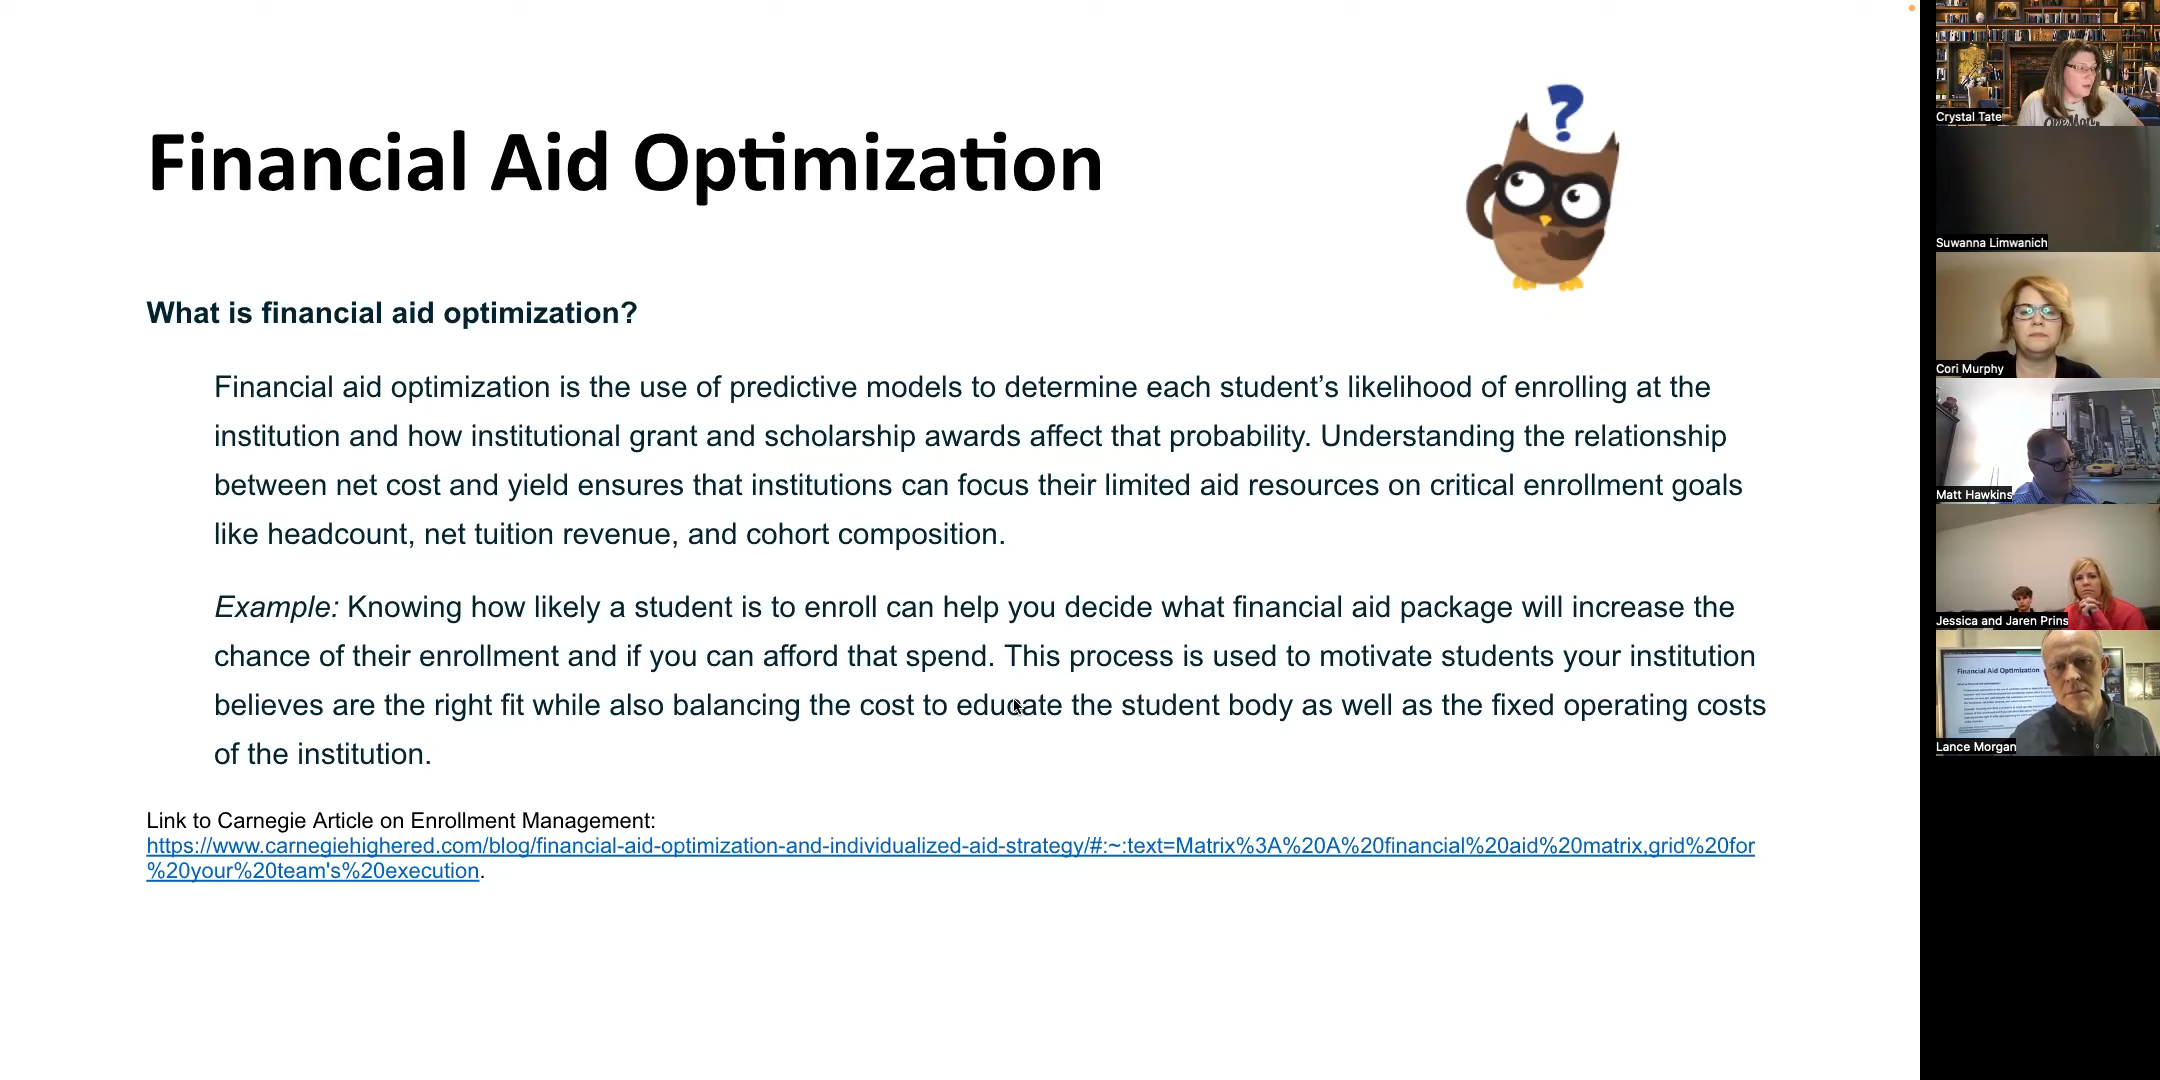 Financial Aid Optimization
?
What is financial aid optimization?
Financial aid optimization is the use of predictive models to determine each student’s likelihood of enrolling at the
institution and how institutional grant and scholarship awards affect that probability. Understanding the relationship
between net cost and yield ensures that institutions can focus their limited aid resources on critical enrollment goals
like headcount, net tuition revenue, and cohort composition.
Example: Knowing how likely a student is to enroll can help you decide what financial aid package will increase the
chance of their enrollment and if you can afford that spend. This process is used to motivate students your institution
believes are the right fit while also balancing the cost to educate the student body as well as the fixed operating costs
of the institution.
Link to Carnegie Article on Enrollment Management:
https://www.carnegiehighered.com/blog/financial-aid-optimization-and-individualized-aid-strategy/#:~:text=Matrix%3A%20A%20financial%20aid%20matrix,grid%20for
%20your%20team's%20execution.
Crystal Tate
Suwanna Limwanich
Cori Murphy
Matt Hawkins
Jessica and Jaren Prins
Financial Aid Optimization
Lance Morgan